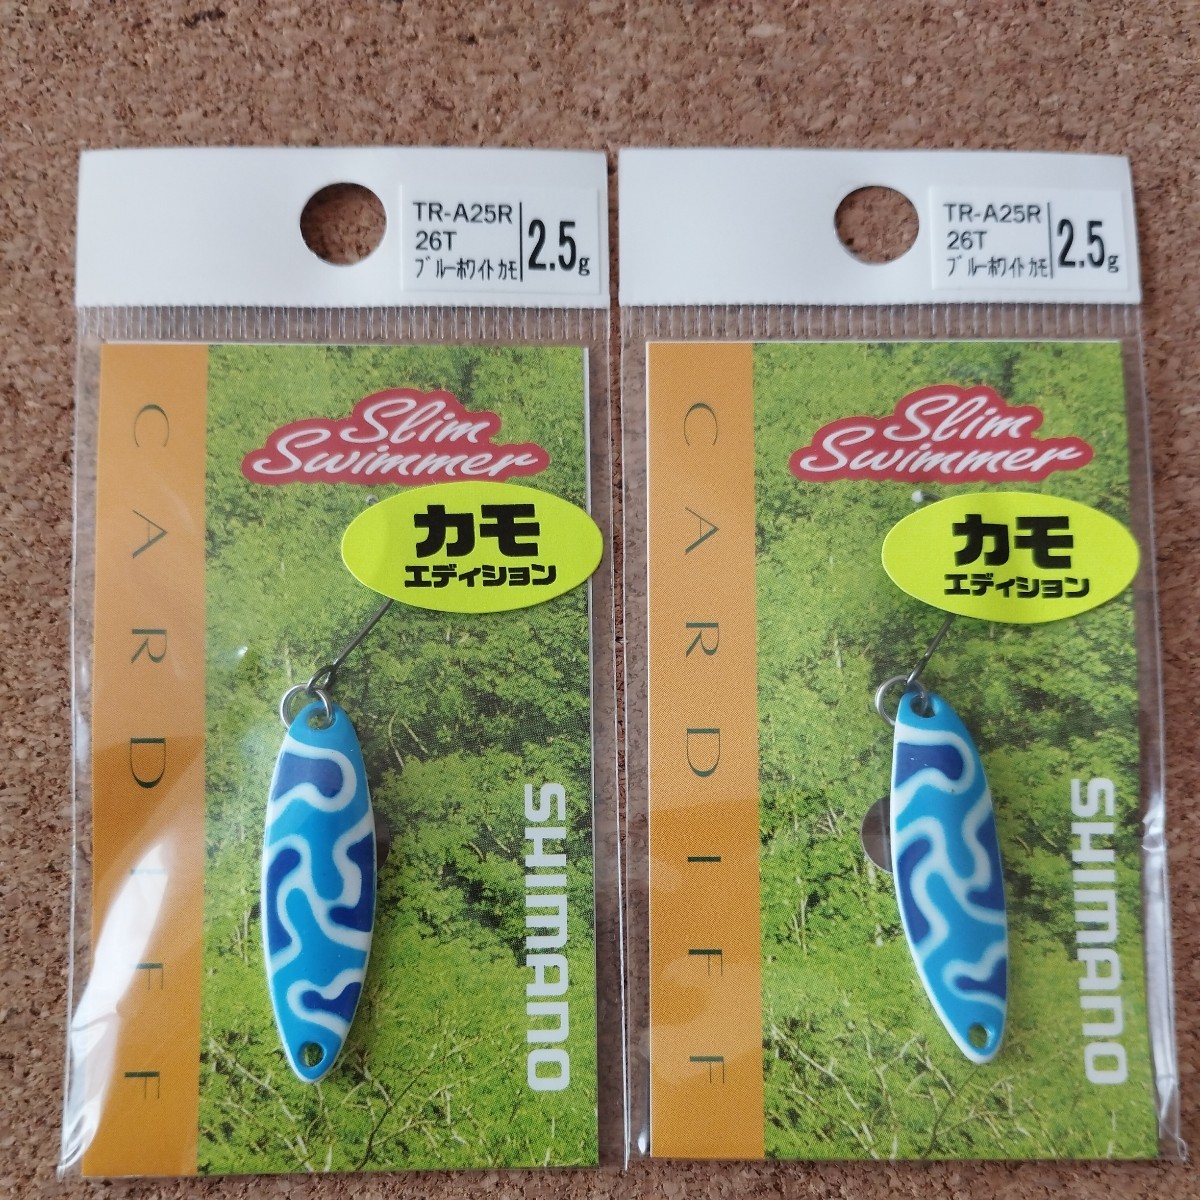 TR-A25R
26T
ﾌﾞﾙｰﾎﾜｲﾄｶﾓ
2.5g
Slim
Swimmer
カモ
エディション
CARDIFF
SHIMANO
TR-A25R
26T
ﾌﾞﾙｰﾎﾜｲﾄｶﾓ
2.5g
Slim
Swimmer
カモ
エディション
CARDIFF
SHIMANO